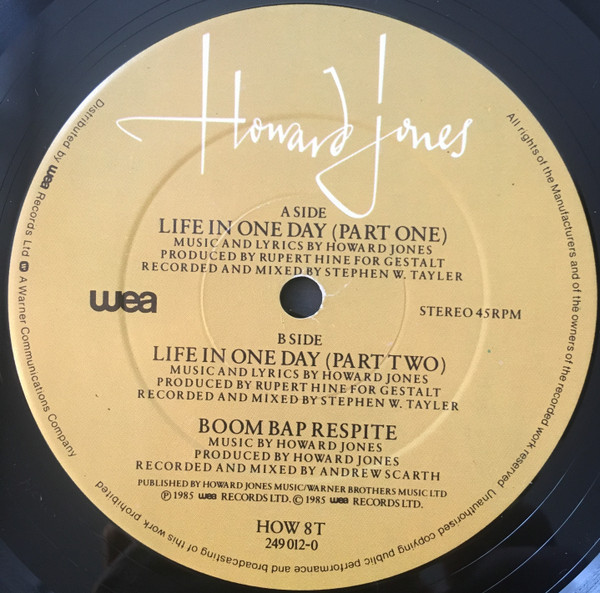 Howard Jones
A SIDE
LIFE IN ONE DAY (PART ONE)
MUSIC AND LYRICS BY HOWARD JONES
PRODUCED BY RUPERT HINE FOR GESTALT
RECORDED AND MIXED BY STEPHEN W. TAYLER
wea
STEREO 45RPM
B SIDE
LIFE IN ONE DAY (PART TWO)
MUSIC AND LYRICS BY HOWARD JONES
PRODUCED BY RUPERT HINE FOR GESTALT
RECORDED AND MIXED BY STEPHEN W. TAYLER
BOOM BAP RESPITE
MUSIC BY HOWARD JONES
PRODUCED BY HOWARD JONES
RECORDED AND MIXED BY ANDREW SCARTH
PUBLISHED BY HOWARD JONES MUSIC/WARNER BROTHERS MUSIC LTD
℗ 1985 wea RECORDS LTD. © 1985 wea RECORDS LTD.
HOW 8T
249 012-0
Distributed by wea Records Ltd. A Warner Communications Company
All rights of the Manufacturers and of the owners of the recorded work reserved Unauthorised copying public performance and broadcasting of this work prohibited